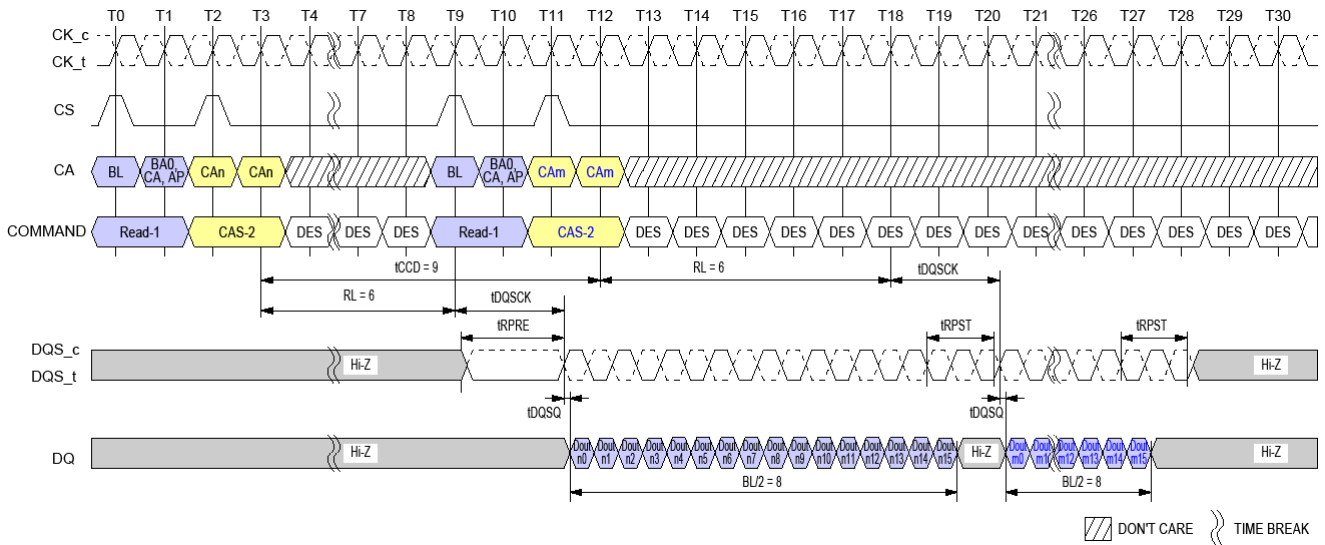 T0 T1 T2 T3 T4 T7 T8 T9 T10 T11 T12 T13 T14 T15 T16 T17 T18 T19 T20 T21 T26 T27 T28 T29 T30
CK_c
CK_t
CS
CA
BL
BA0,
CA, AP
CAn
CAn
BL
BA0,
CA, AP
CAm
CAm
COMMAND
Read-1
CAS-2
DES
DES
DES
Read-1
CAS-2
DES
DES
DES
DES
DES
DES
DES
DES
DES
DES
DES
DES
DES
DES
tCCD = 9
RL = 6
tDQSCK
RL = 6
tDQSCK
tRPRE
tRPST
tRPST
DQS_c
DQS_t
Hi-Z
Hi-Z
tDQSQ
tDQSQ
DQ
Hi-Z
Dout
n0
Dout
n1
Dout
n2
Dout
n3
Dout
n4
Dout
n5
Dout
n6
Dout
n7
Dout
n8
Dout
n9
Dout
n10
Dout
n11
Dout
n12
Dout
n13
Dout
n14
Dout
n15
Hi-Z
Dout
m0
Dout
Dout
m12
Dout
m13
Dout
m14
Dout
m15
Hi-Z
BL/2 = 8
BL/2 = 8
DON'T CARE
TIME BREAK